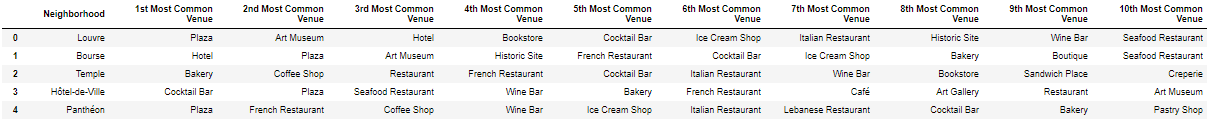 Neighborhood 1st Most Common Venue 2nd Most Common Venue 3rd Most Common Venue 4th Most Common Venue 5th Most Common Venue 6th Most Common Venue 7th Most Common Venue 8th Most Common Venue 9th Most Common Venue 10th Most Common Venue
0 Louvre Plaza Art Museum Hotel Bookstore Cocktail Bar Ice Cream Shop Italian Restaurant Historic Site Wine Bar Seafood Restaurant
1 Bourse Hotel Plaza Art Museum Historic Site French Restaurant Cocktail Bar Ice Cream Shop Bakery Boutique Seafood Restaurant
2 Temple Bakery Coffee Shop Restaurant French Restaurant Cocktail Bar Italian Restaurant Wine Bar Bookstore Sandwich Place Creperie
3 Hôtel-de-Ville Cocktail Bar Plaza Seafood Restaurant Wine Bar Bakery French Restaurant Café Art Gallery Restaurant Art Museum
4 Panthéon Plaza French Restaurant Coffee Shop Wine Bar Ice Cream Shop Italian Restaurant Lebanese Restaurant Cocktail Bar Bakery Pastry Shop